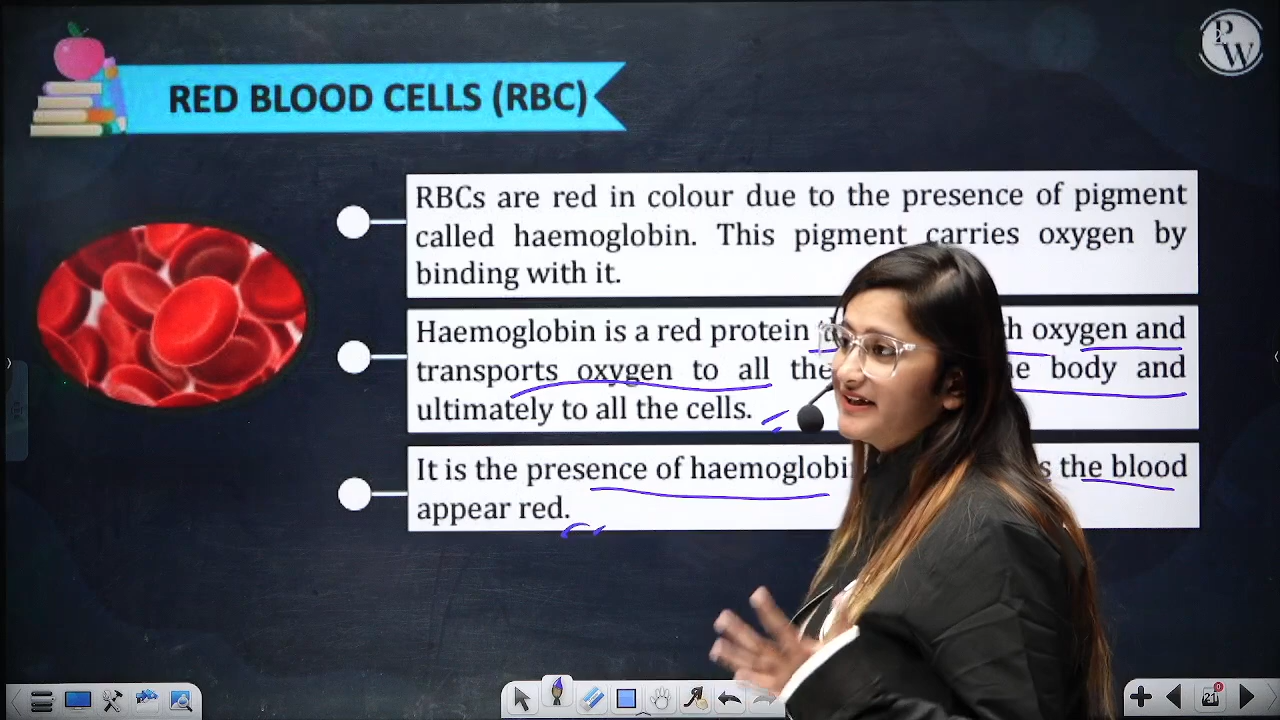 PW
RED BLOOD CELLS (RBC)
RBCs are red in colour due to the presence of pigment
called haemoglobin. This pigment carries oxygen by
binding with it.
Haemoglobin is a red protein oxygen and
transports oxygen to all the body and
ultimately to all the cells.
It is the presence of the blood
appear red.
21